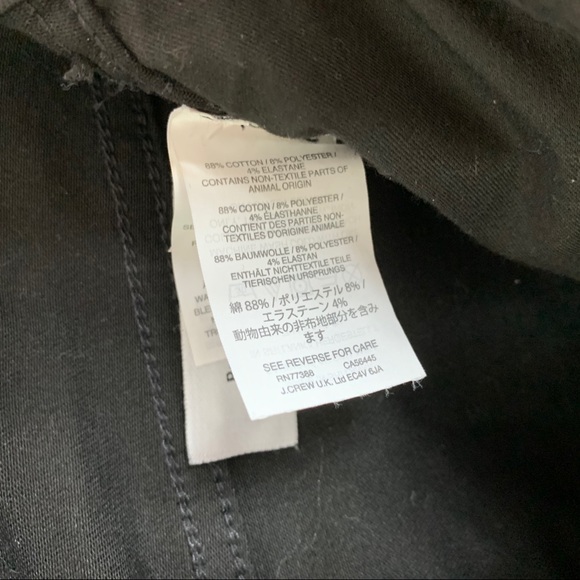 88% COTTON / 8% POLYESTER /
4% ELASTANE
CONTAINS NON-TEXTILE PARTS OF
ANIMAL ORIGIN
88% COTON / 8% POLYESTER /
4% ÉLASTHANNE
CONTIENT DES PARTIES NON-
TEXTILES D'ORIGINE ANIMALE
88% BAUMWOLLE / 8% POLYESTER /
4% ELASTAN
ENTHÄLT NICHTTEXTILE TEILE
TIERISCHEN URSPRUNGS
綿 88% / ポリエステル 8% /
エラステーン 4%
動物由来の非布地部分を含み
ます
SEE REVERSE FOR CARE
RN77388 CA56445
J.CREW U.K. Ltd EC4V 6JA